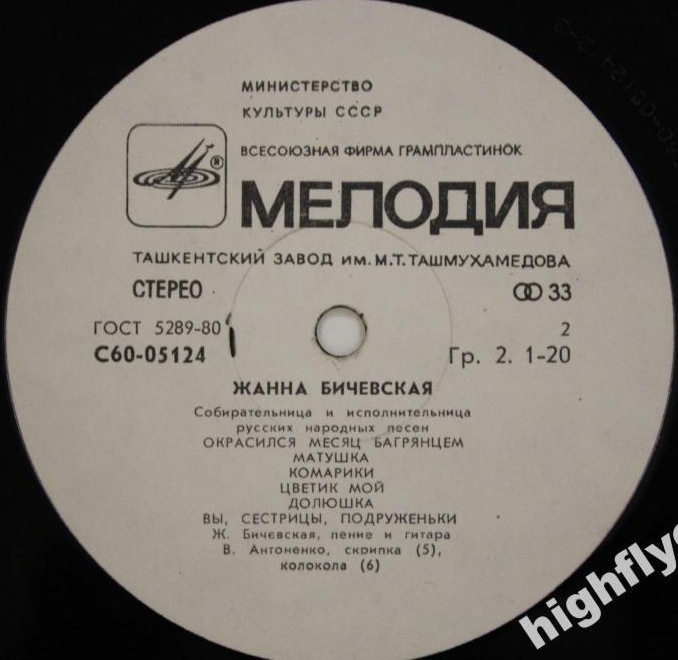 МИНИСТЕРСТВО
КУЛЬТУРЫ СССР
ВСЕСОЮЗНАЯ ФИРМА ГРАМПЛАСТИНОК
®
МЕЛОДИЯ
ТАШКЕНТСКИЙ ЗАВОД ИМ. М.Т. ТАШМУХАМЕДОВА
СТЕРЕО 33
ГОСТ 5289-80 2
С60-05124 Гр. 2. 1-20
ЖАННА БИЧЕВСКАЯ
Собирательница и исполнительница
русских народных песен
ОКРАСИЛСЯ МЕСЯЦ БАГРЯНЦЕМ
МАТУШКА
КОМАРИКИ
ЦВЕТИК МОЙ
ДОЛЮШКА
ВЫ, СЕСТРИЦЫ, ПОДРУЖЕНЬКИ
Ж. Бичевская, пение и гитара
В. Антоненко, скрипка (5),
колокола (6)
highfly